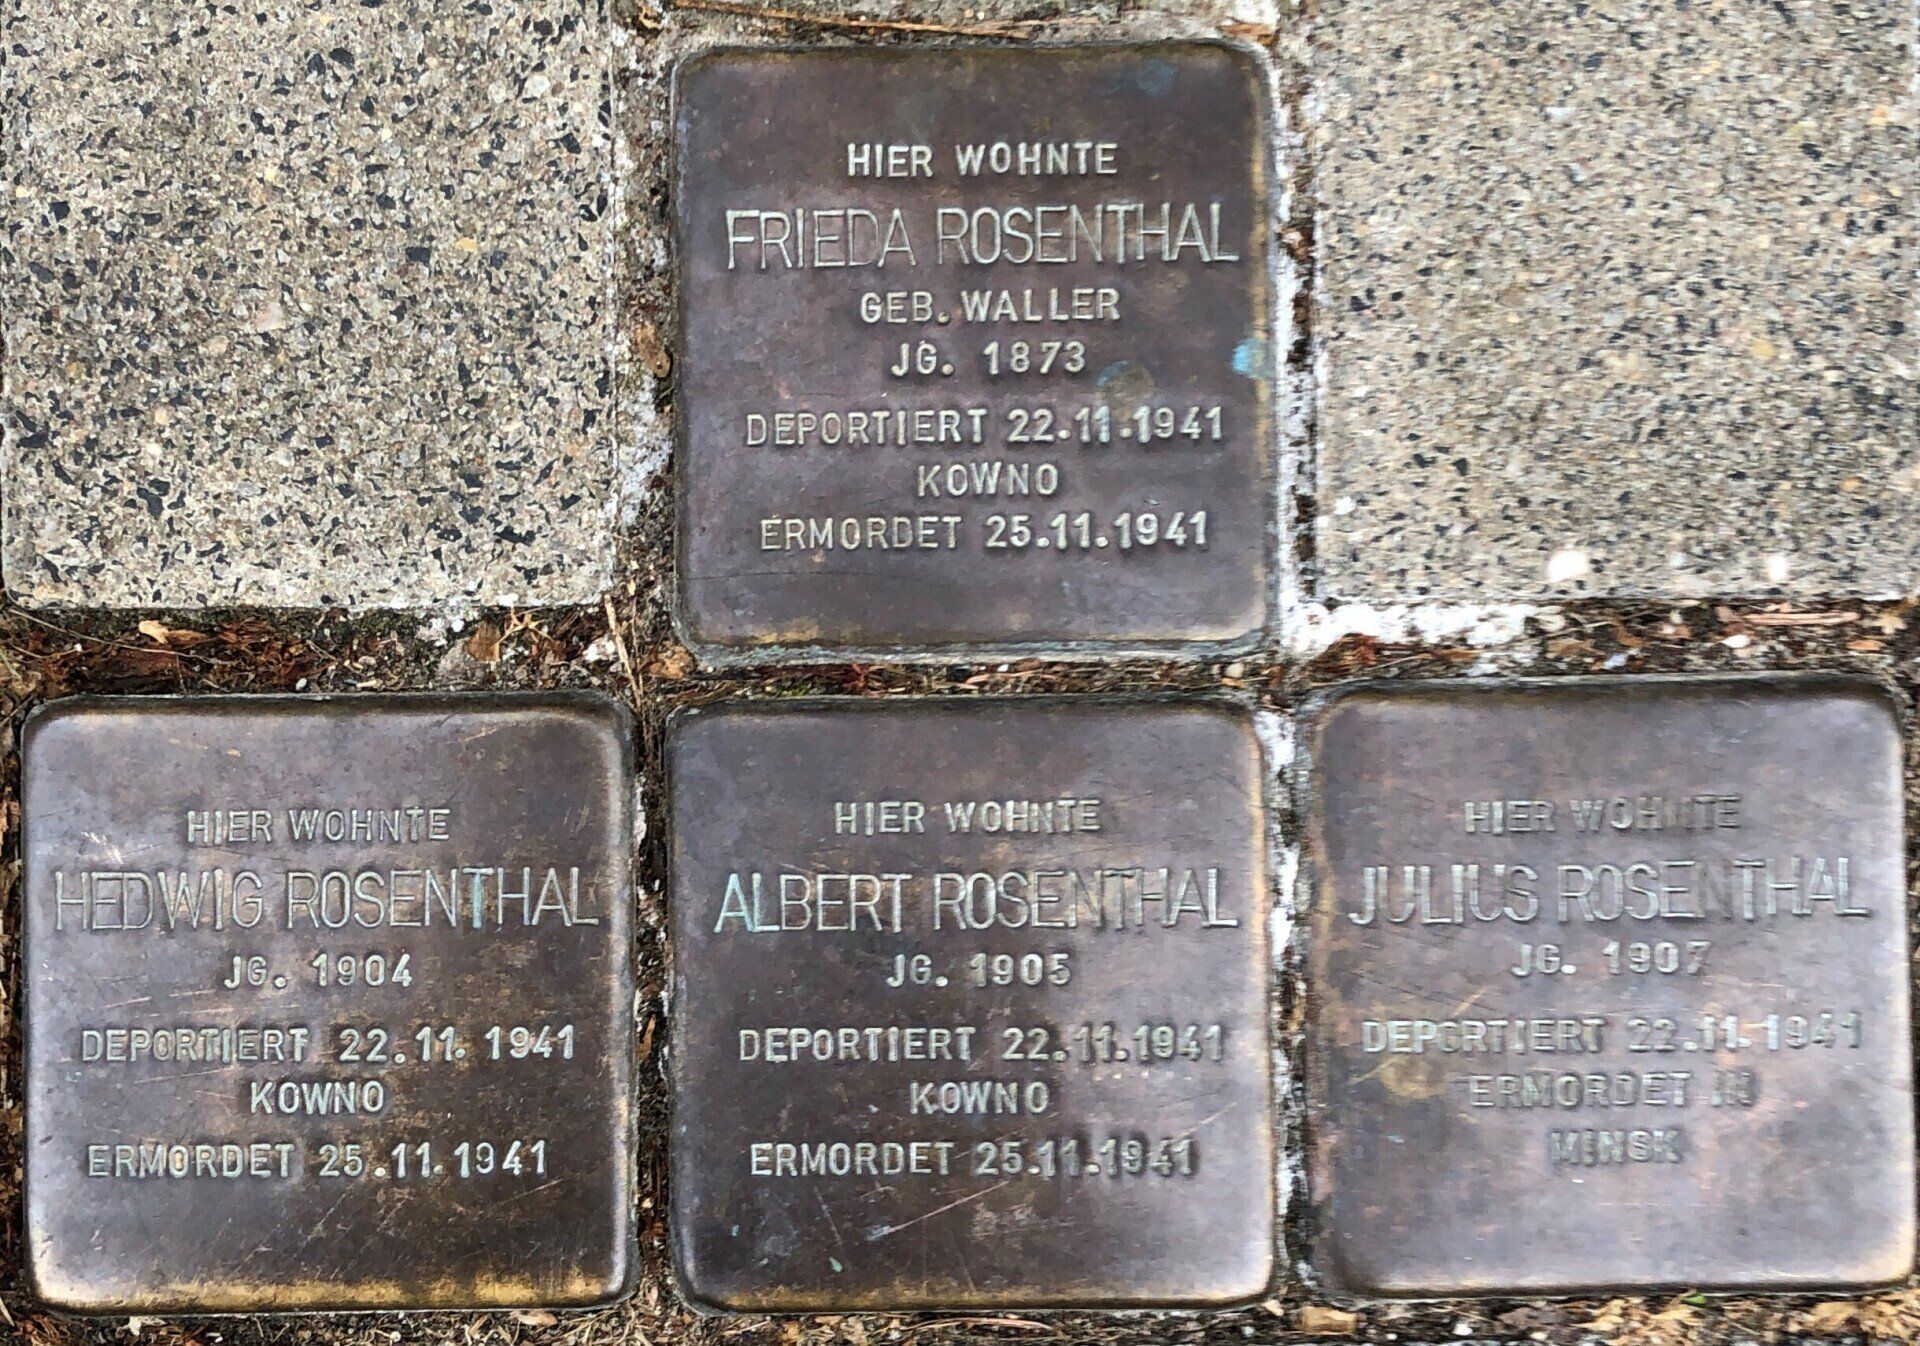 HIER WOHNTE
FRIEDA ROSENTHAL
GEB. WALLER
JG. 1873
DEPORTIERT 22.11.1941
KOWNO
ERMORDET 25.11.1941
HIER WOHNTE
HEDWIG ROSENTHAL
JG. 1904
DEPORTIERT 22.11.1941
KOWNO
ERMORDET 25.11.1941
HIER WOHNTE
ALBERT ROSENTHAL
JG. 1905
DEPORTIERT 22.11.1941
KOWNO
ERMORDET 25.11.1941
HIER WOHNTE
JULIUS ROSENTHAL
JG. 1907
DEPORTIERT 22.11.1941
ERMORDET IN
MINSK